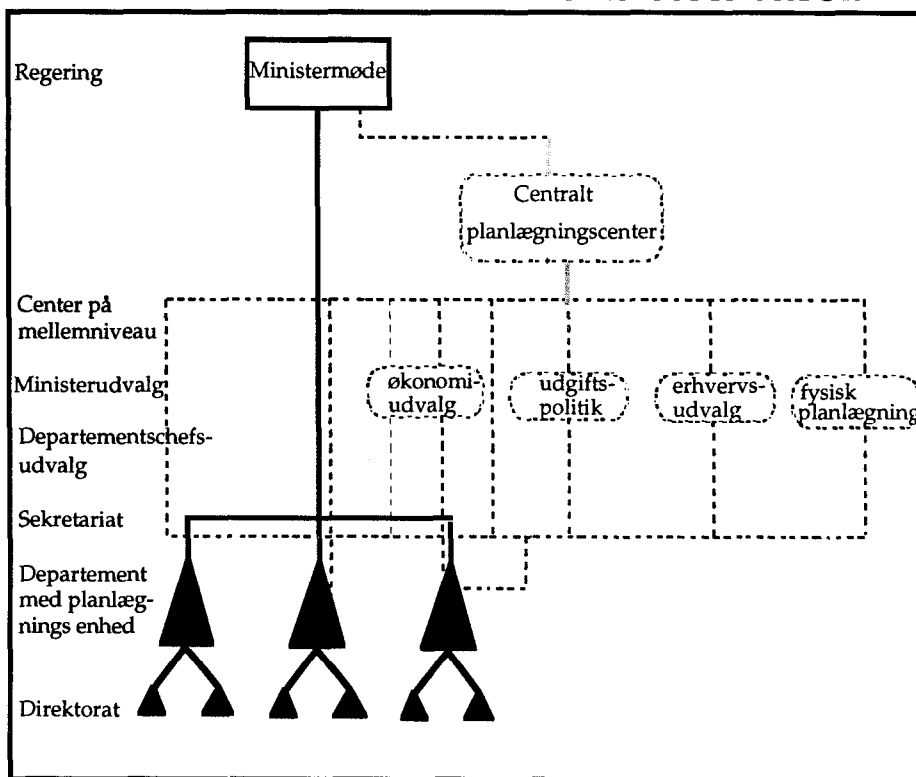 Regering
Ministermøde
Centralt
planlægningscenter
Center på
mellemniveau
Ministerudvalg
økonomi-
udvalg
udgifts-
politik
erhvervs-
udvalg
fysisk
planlægning
Departementschefs-
udvalg
Sekretariat
Departement
med planlæg-
nings enhed
Direktorat